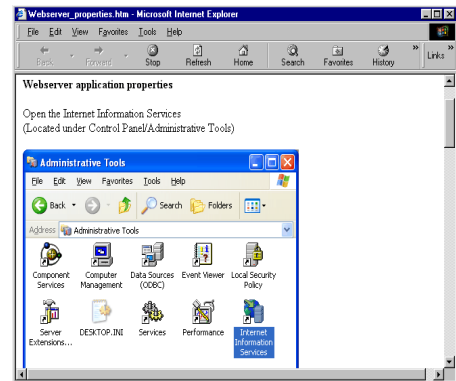 Webserver_properties.htm - Microsoft Internet Explorer
File Edit View Favorites Tools Help
Back Forward Stop Refresh Home Search Favorites History » Links »
Webserver application properties
Open the Internet Information Services
(Located under Control Panel/Administrative Tools)
Administrative Tools
File Edit View Favorites Tools Help
Back Search Folders
Address Administrative Tools
Component Services
Computer Management
Data Sources (ODBC)
Event Viewer
Local Security Policy
Server Extensions...
DESKTOP.INI
Services
Performance
Internet Information Services